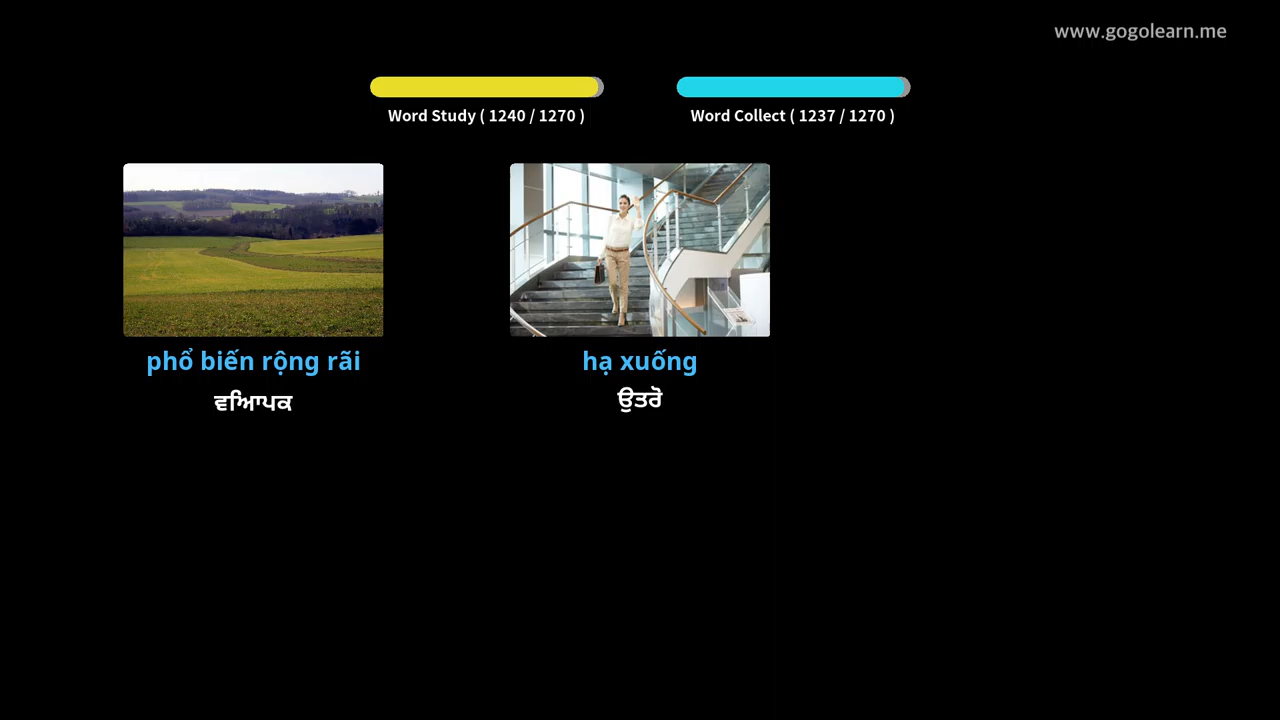 www.gogolearn.me
Word Study ( 1240 / 1270 )
Word Collect ( 1237 / 1270 )
phổ biến rộng rãi
hạ xuống
ਵਿਆਪਕ
ਉਤਰੋ